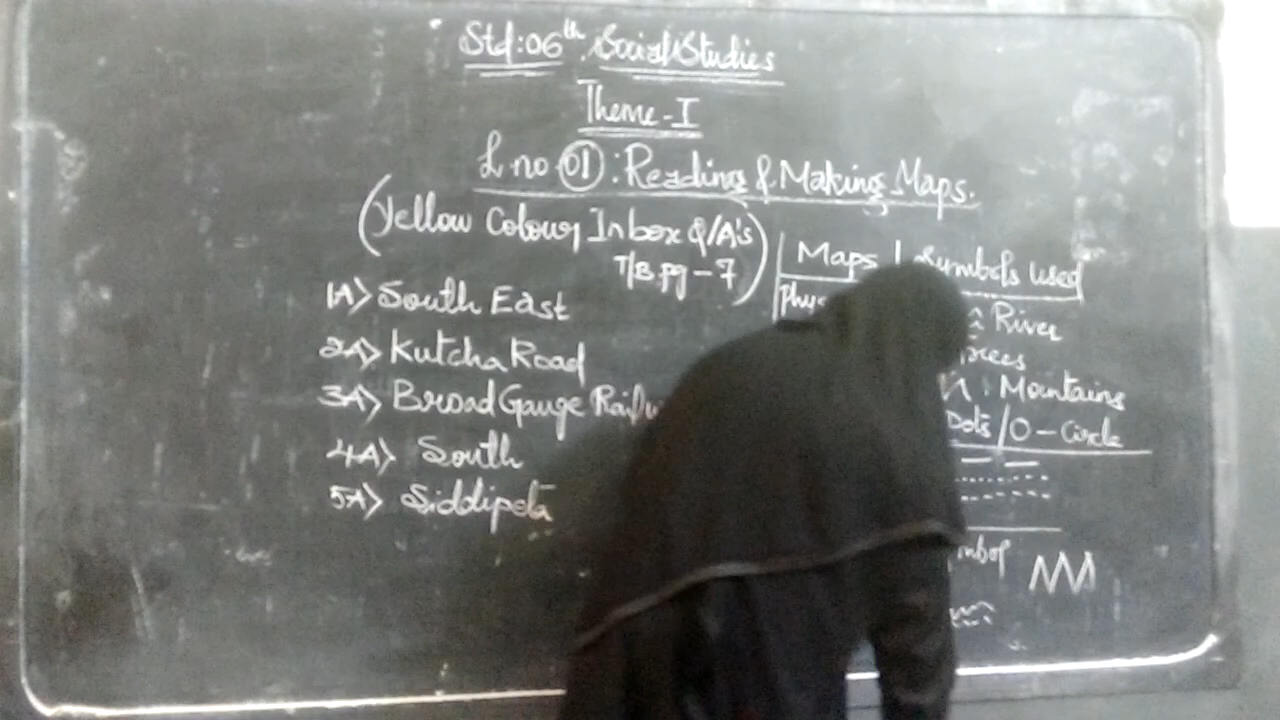 Std:06th Social Studies
Theme-I
L no 01: Reading & Making Maps.
(Yellow Colour Inbox Q/A's
T/B pg-7)
1A> South East
2A> Kutcha Road
3A> Broad Gauge
4A> South
5A> Siddipeta
Maps | symbols used
River
Mountains
Dots/O-Circle